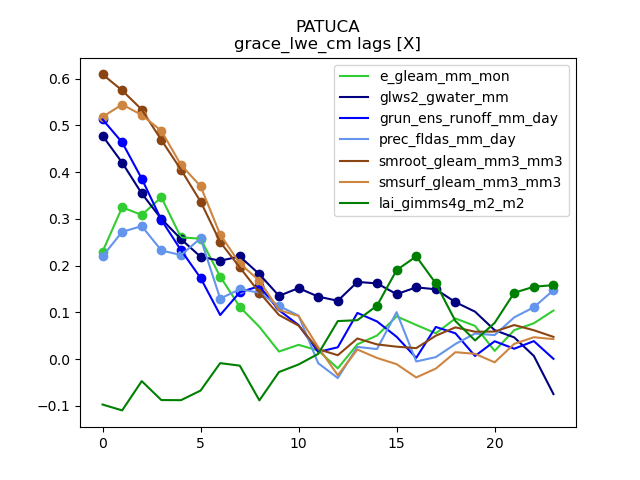 PATUCA
grace_lwe_cm lags [X]
e_gleam_mm_mon
glws2_gwater_mm
grun_ens_runoff_mm_day
prec_fldas_mm_day
smroot_gleam_mm3_mm3
smsurf_gleam_mm3_mm3
lai_gimms4g_m2_m2
0.6
0.5
0.4
0.3
0.2
0.1
0.0
−0.1
0
5
10
15
20